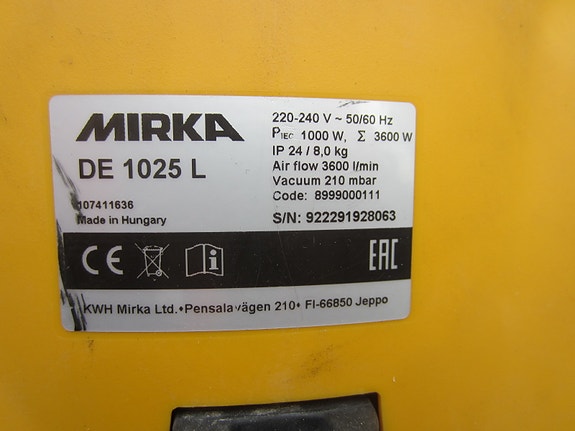 MIRKA
DE 1025 L
107411636
Made in Hungary
220-240 V ~ 50/60 Hz
PIEC 1000 W, Σ 3600 W
IP 24 / 8,0 kg
Air flow 3600 l/min
Vacuum 210 mbar
Code: 8999000111
S/N: 922291928063
CE
i
EAC
KWH Mirka Ltd.•Pensalavägen 210• FI-66850 Jeppo